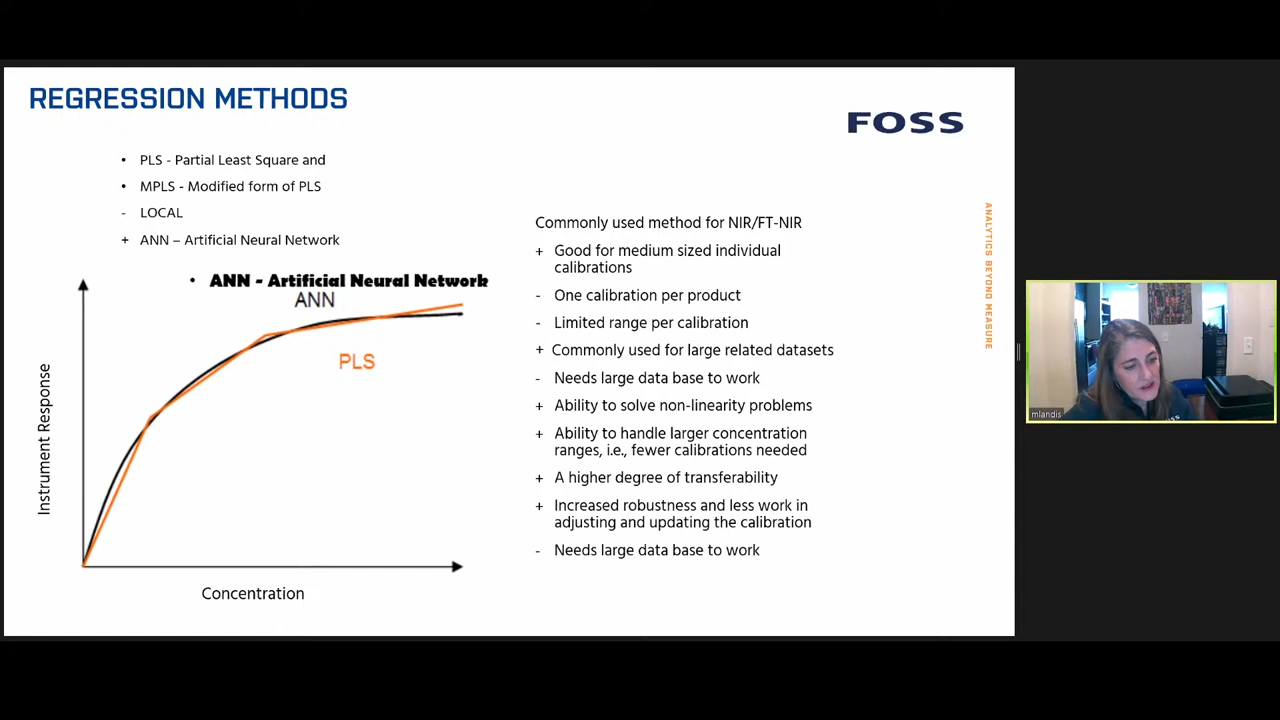 REGRESSION METHODS
FOSS
• PLS - Partial Least Square and
• MPLS - Modified form of PLS
- LOCAL
+ ANN – Artificial Neural Network
• ANN - Artificial Neural Network
ANN
PLS
Instrument Response
Concentration
Commonly used method for NIR/FT-NIR
+ Good for medium sized individual
calibrations
- One calibration per product
- Limited range per calibration
+ Commonly used for large related datasets
- Needs large data base to work
+ Ability to solve non-linearity problems
+ Ability to handle larger concentration
ranges, i.e., fewer calibrations needed
+ A higher degree of transferability
+ Increased robustness and less work in
adjusting and updating the calibration
- Needs large data base to work
ANALYTICS BEYOND MEASURE
mlandis